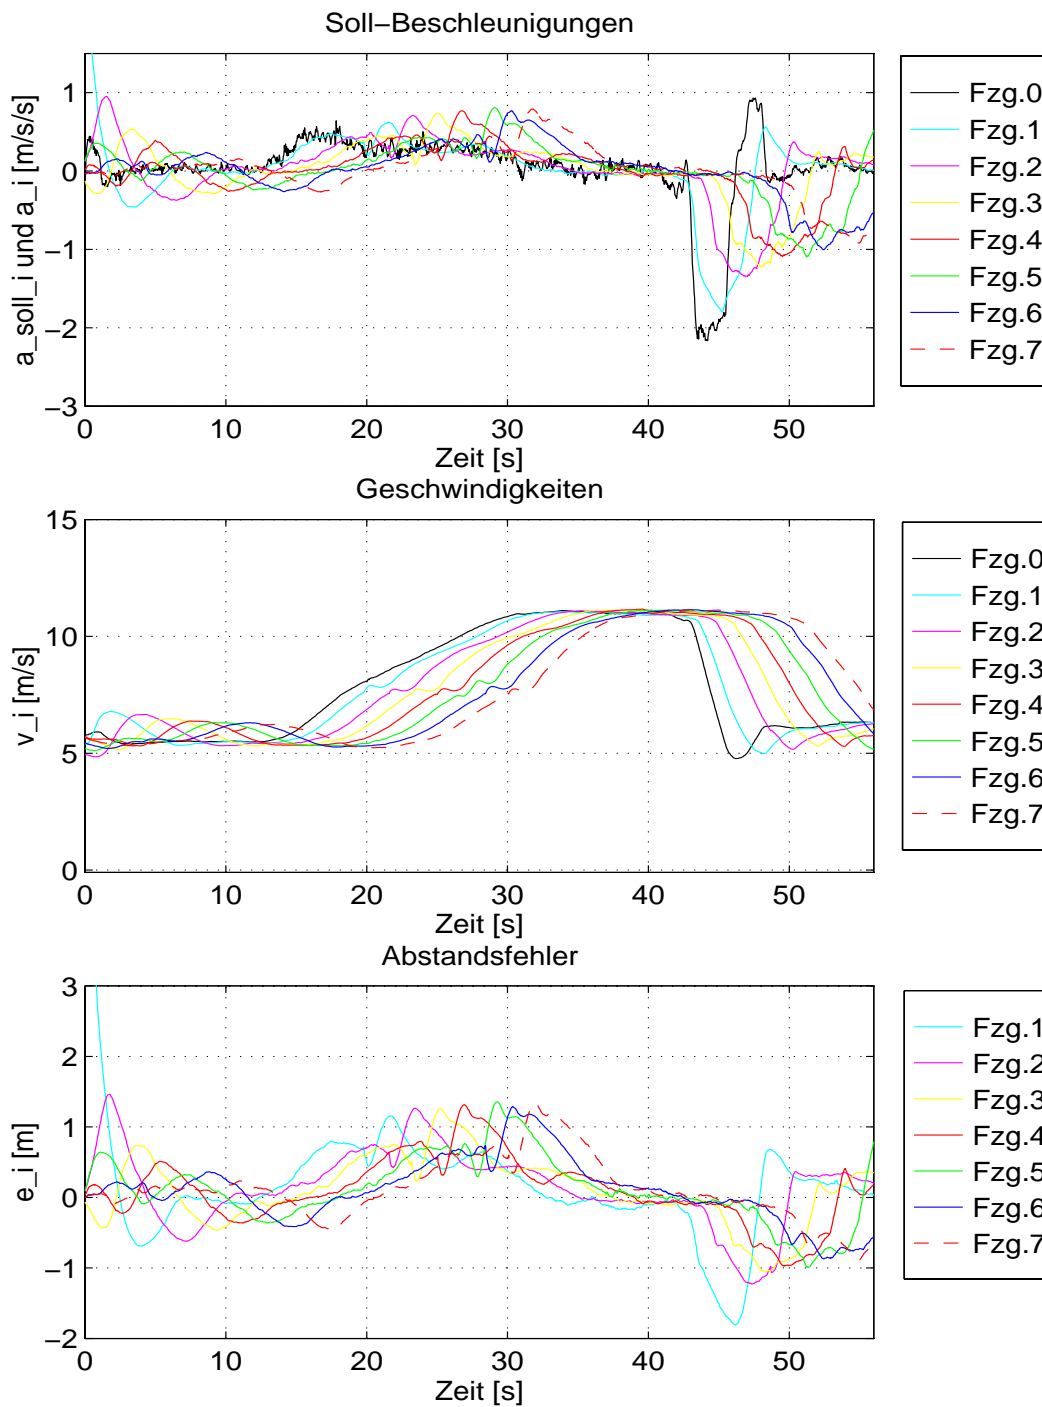 Soll−Beschleunigungen
a_soll_i und a_i [m/s/s]
1
0
−1
−2
−3
0 10 20 30 40 50
Zeit [s]
Fzg.0
Fzg.1
Fzg.2
Fzg.3
Fzg.4
Fzg.5
Fzg.6
Fzg.7
Geschwindigkeiten
v_i [m/s]
15
10
5
0
0 10 20 30 40 50
Zeit [s]
Fzg.0
Fzg.1
Fzg.2
Fzg.3
Fzg.4
Fzg.5
Fzg.6
Fzg.7
Abstandsfehler
e_i [m]
3
2
1
0
−1
−2
0 10 20 30 40 50
Zeit [s]
Fzg.1
Fzg.2
Fzg.3
Fzg.4
Fzg.5
Fzg.6
Fzg.7